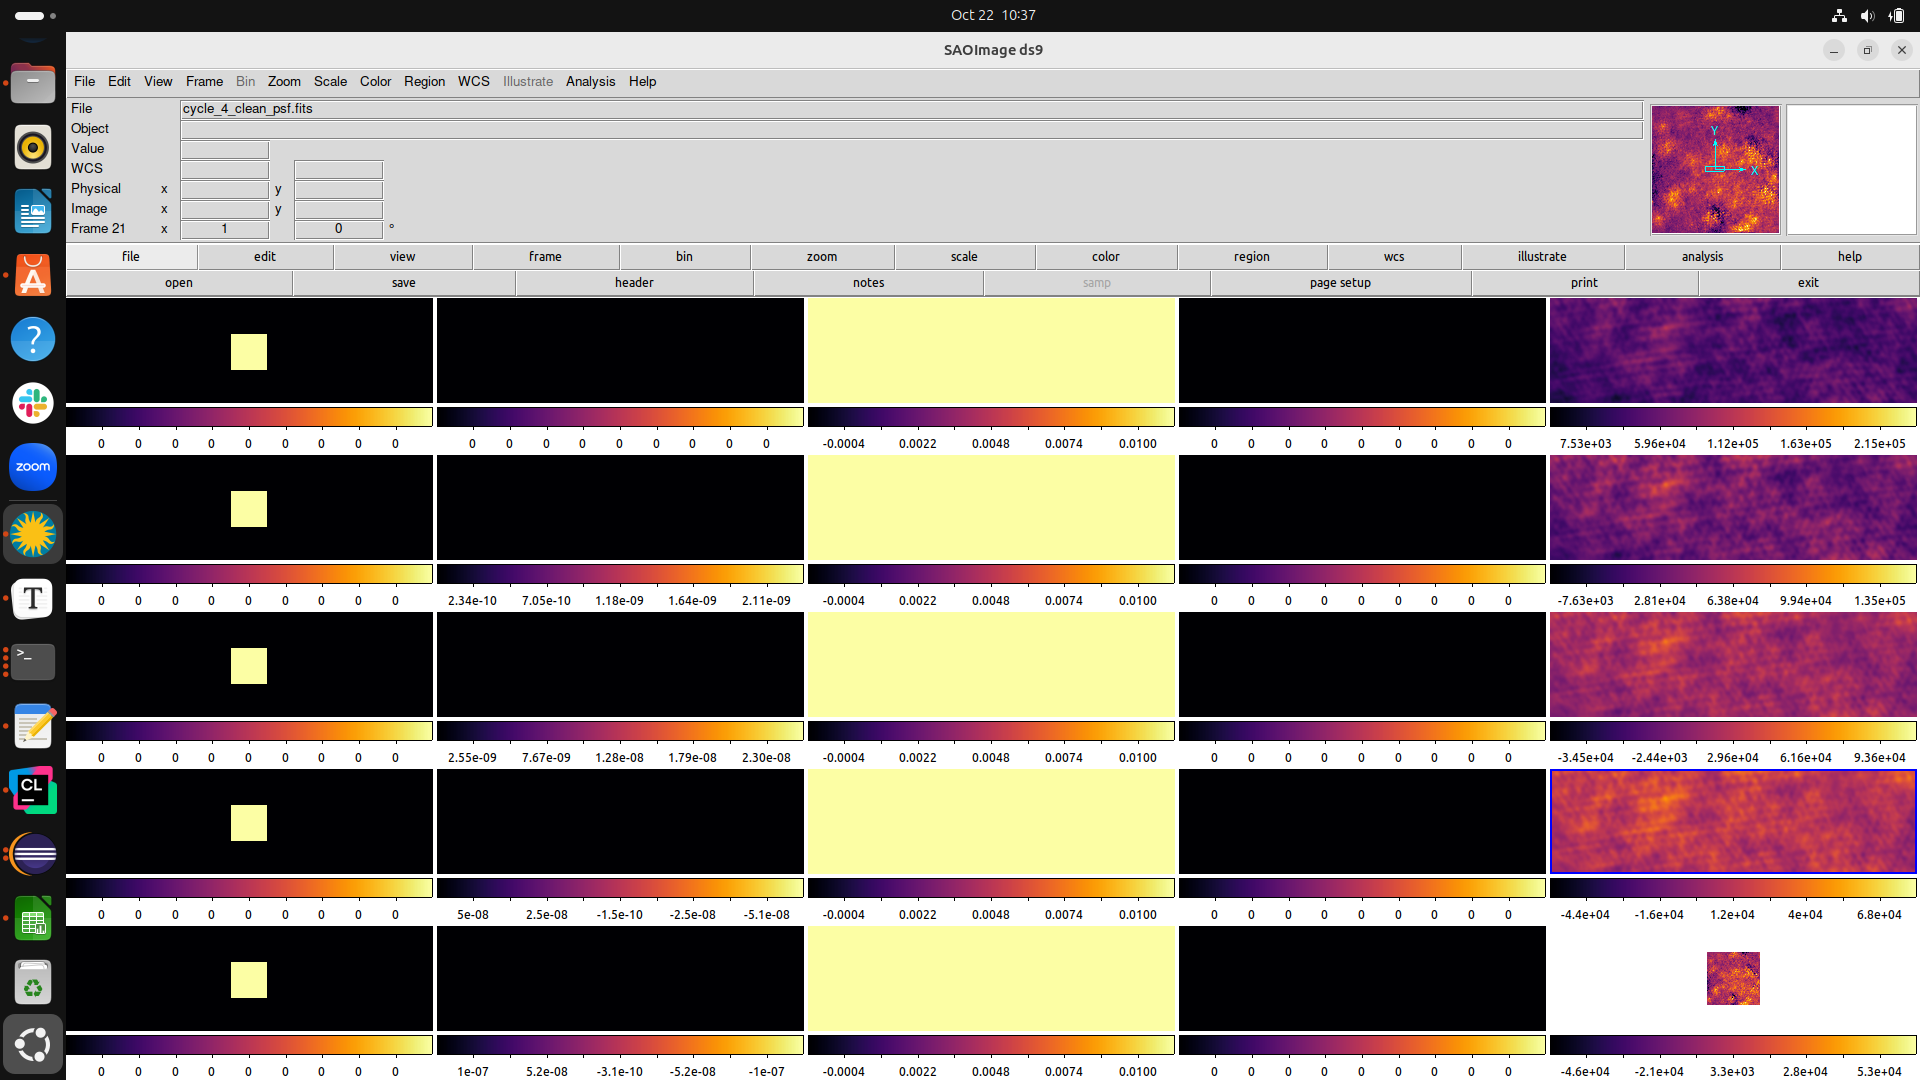 Oct 22 10:37
SAOImage ds9
File Edit View Frame Bin Zoom Scale Color Region WCS Illustrate Analysis Help
File cycle_4_clean_psf.fits
Object
Value
WCS
Physical x y
Image x y
Frame 21 x 1 0 °
Y
X
file edit view frame bin zoom scale color region wcs illustrate analysis help
open save header notes samp page setup print exit
0 0 0 0 0 0 0 0 0 0 0 0 0 0 0 0 0 0 -0.0004 0.0022 0.0048 0.0074 0.0100 0 0 0 0 0 0 0 0 0 7.53e+03 5.96e+04 1.12e+05 1.63e+05 2.15e+05
zoom
0 0 0 0 0 0 0 0 0 2.34e-10 7.05e-10 1.18e-09 1.64e-09 2.11e-09 -0.0004 0.0022 0.0048 0.0074 0.0100 0 0 0 0 0 0 0 0 0 -7.63e+03 2.81e+04 6.38e+04 9.94e+04 1.35e+05
T
>_
0 0 0 0 0 0 0 0 0 2.55e-09 7.67e-09 1.28e-08 1.79e-08 2.30e-08 -0.0004 0.0022 0.0048 0.0074 0.0100 0 0 0 0 0 0 0 0 0 -3.45e+04 -2.44e+03 2.96e+04 6.16e+04 9.36e+04
CL
0 0 0 0 0 0 0 0 0 5e-08 2.5e-08 -1.5e-10 -2.5e-08 -5.1e-08 -0.0004 0.0022 0.0048 0.0074 0.0100 0 0 0 0 0 0 0 0 0 -4.4e+04 -1.6e+04 1.2e+04 4e+04 6.8e+04
0 0 0 0 0 0 0 0 0 1e-07 5.2e-08 -3.1e-10 -5.2e-08 -1e-07 -0.0004 0.0022 0.0048 0.0074 0.0100 0 0 0 0 0 0 0 0 0 -4.6e+04 -2.1e+04 3.3e+03 2.8e+04 5.3e+04